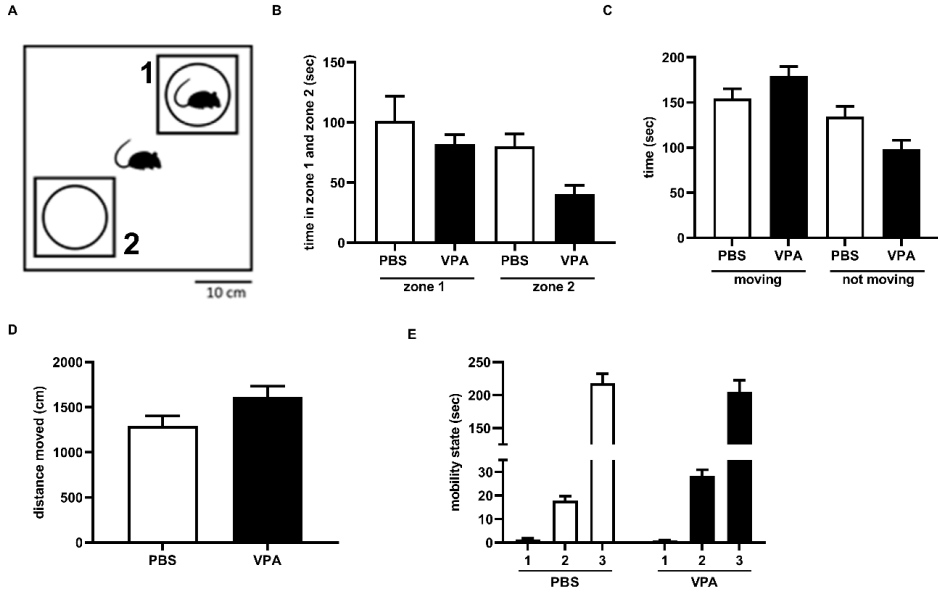 A
1
2
10 cm
B
time in zone 1 and zone 2 (sec)
150
100
50
0
PBS VPA PBS VPA
zone 1 zone 2
C
time (sec)
200
150
100
50
0
PBS VPA PBS VPA
moving not moving
D
distance moved (cm)
2000
1500
1000
500
0
PBS VPA
E
mobility state (sec)
250
200
150
30
20
10
0
1 2 3 1 2 3
PBS VPA